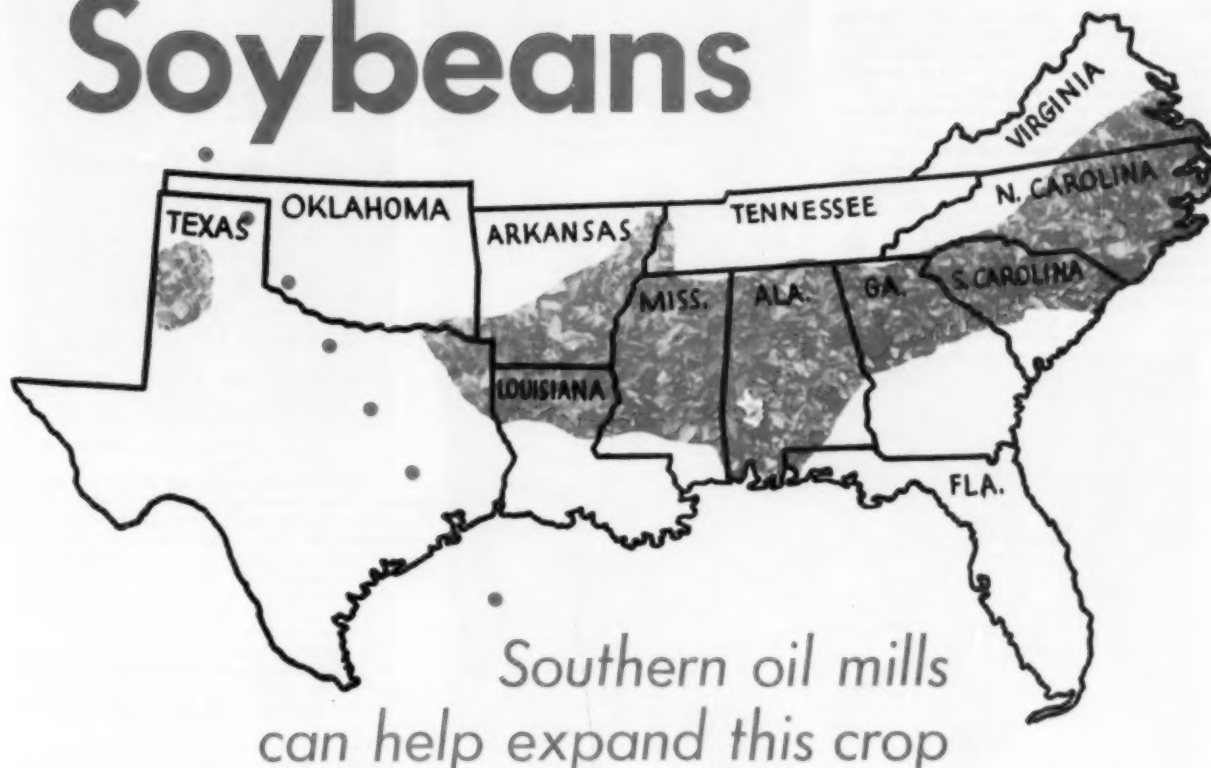 Soybeans
VIRGINIA
OKLAHOMA
TEXAS
ARKANSAS
TENNESSEE
N. CAROLINA
MISS.
ALA.
GA.
S. CAROLINA
LOUISIANA
FLA.
Southern oil mills
can help expand this crop